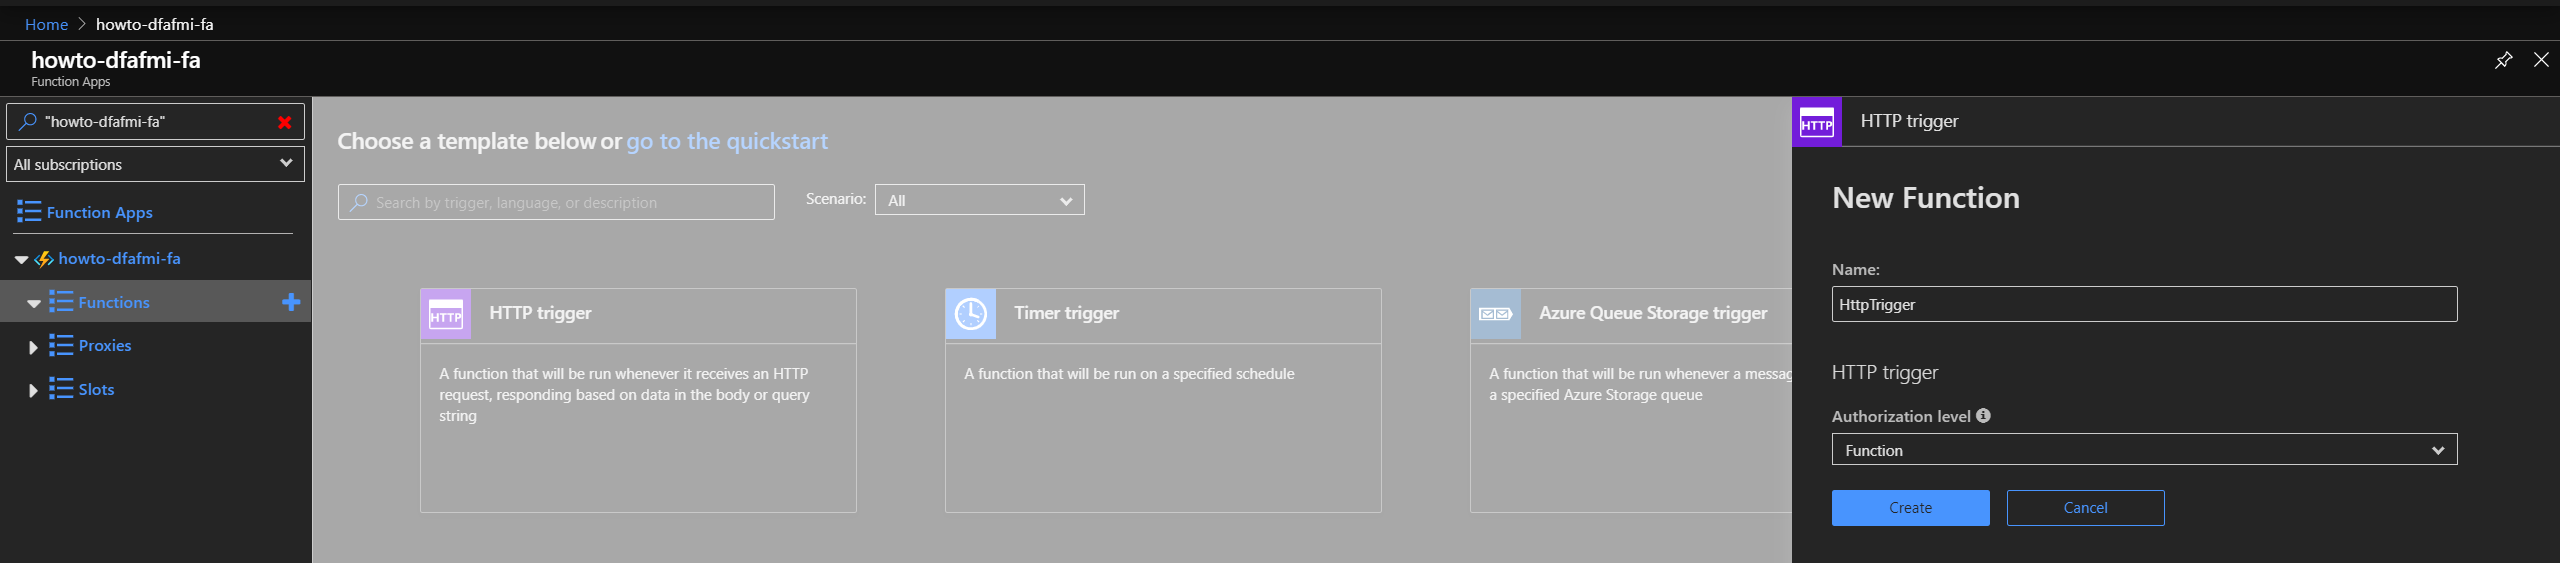 Home > howto-dfafmi-fa
howto-dfafmi-fa
Function Apps
"howto-dfafmi-fa"
All subscriptions
Function Apps
howto-dfafmi-fa
Functions
Proxies
Slots
Choose a template below or go to the quickstart
Search by trigger, language, or description
Scenario: All
HTTP
HTTP trigger
A function that will be run whenever it receives an HTTP
request, responding based on data in the body or query
string
Timer trigger
A function that will be run on a specified schedule
Azure Queue Storage trigger
A function that will be run whenever a messag
a specified Azure Storage queue
HTTP
HTTP trigger
New Function
Name:
HttpTrigger
HTTP trigger
Authorization level
Function
Create
Cancel